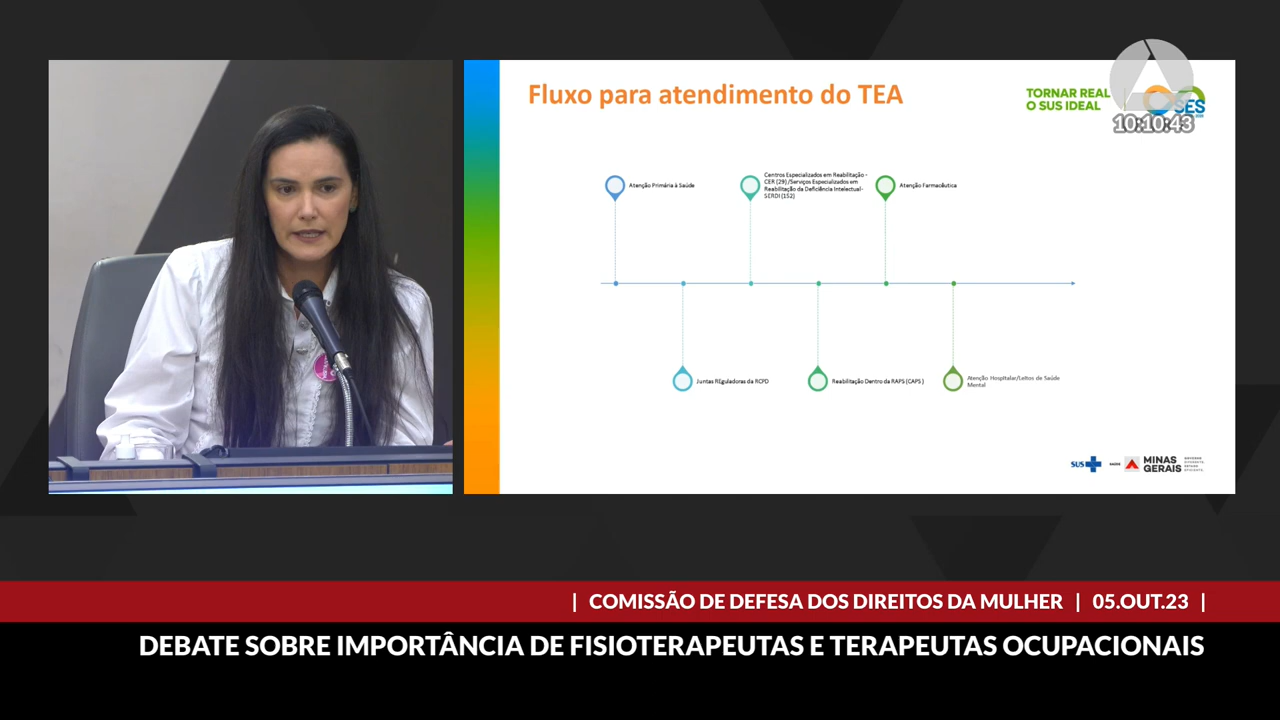 Fluxo para atendimento do TEA
TORNAR REAL
O SUS IDEAL
SES
10:10:43
Atenção Primária à Saúde
Centros Especializados em Reabilitação -
CER (29) /Serviços Especializados em
Reabilitação da Deficiência Intelectual-
SERDI (152)
Atenção Farmacêutica
Juntas REguladoras da RCPD
Reabilitação Dentro da RAPS (CAPS )
Atenção Hospitalar/Leitos de Saúde
Mental
SUS
SAÚDE
MINAS
GERAIS
| COMISSÃO DE DEFESA DOS DIREITOS DA MULHER | 05.OUT.23 |
DEBATE SOBRE IMPORTÂNCIA DE FISIOTERAPEUTAS E TERAPEUTAS OCUPACIONAIS